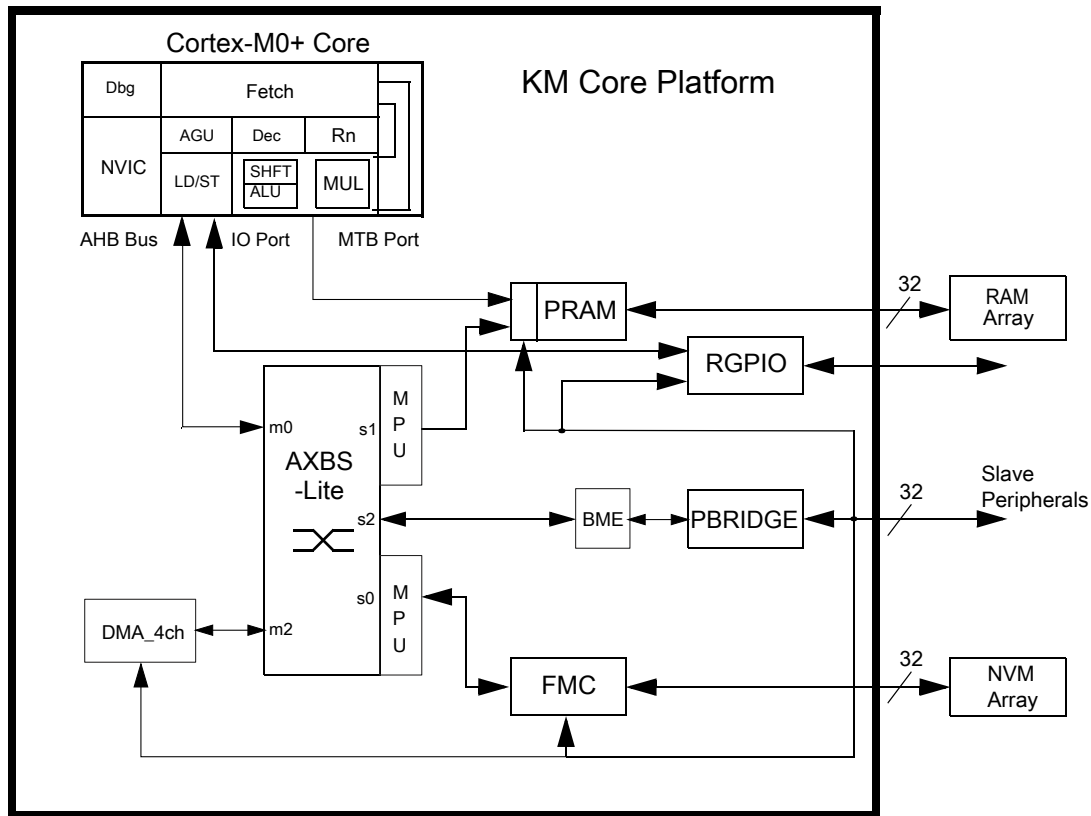 Cortex-M0+ Core
KM Core Platform
Dbg
Fetch
AGU
Dec
Rn
NVIC
LD/ST
SHFT
ALU
MUL
AHB Bus
IO Port
MTB Port
PRAM
32
RAM
Array
RGPIO
M
P
U
m0
s1
AXBS
-Lite
s2
BME
PBRIDGE
32
Slave
Peripherals
M
P
U
s0
DMA_4ch
m2
FMC
32
NVM
Array